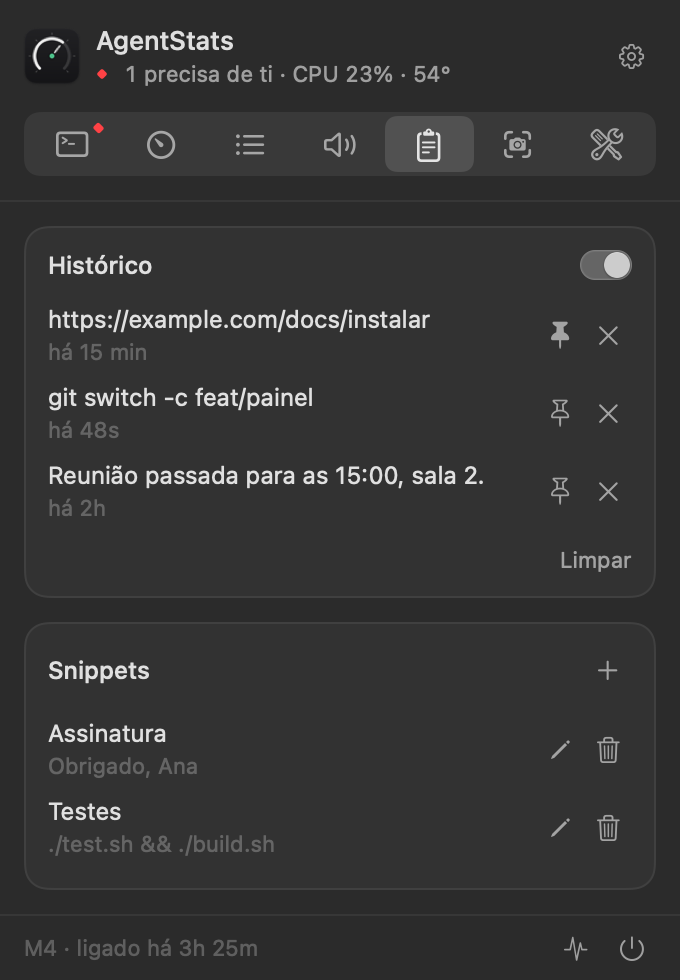 AgentStats
1 precisa de ti · CPU 23% · 54°
Histórico
https://example.com/docs/instalar
há 15 min
git switch -c feat/painel
há 48s
Reunião passada para as 15:00, sala 2.
há 2h
Limpar
Snippets
Assinatura
Obrigado, Ana
Testes
./test.sh && ./build.sh
M4 · ligado há 3h 25m